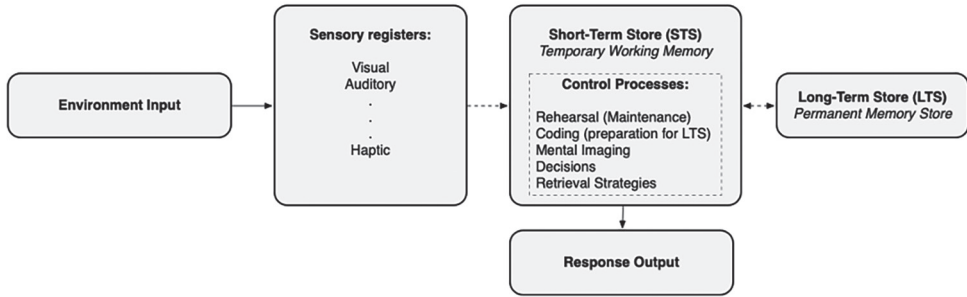 Environment Input
Sensory registers:
Visual
Auditory
.
.
.
Haptic
Short-Term Store (STS)
Temporary Working Memory
Control Processes:
Rehearsal (Maintenance)
Coding (preparation for LTS)
Mental Imaging
Decisions
Retrieval Strategies
Long-Term Store (LTS)
Permanent Memory Store
Response Output